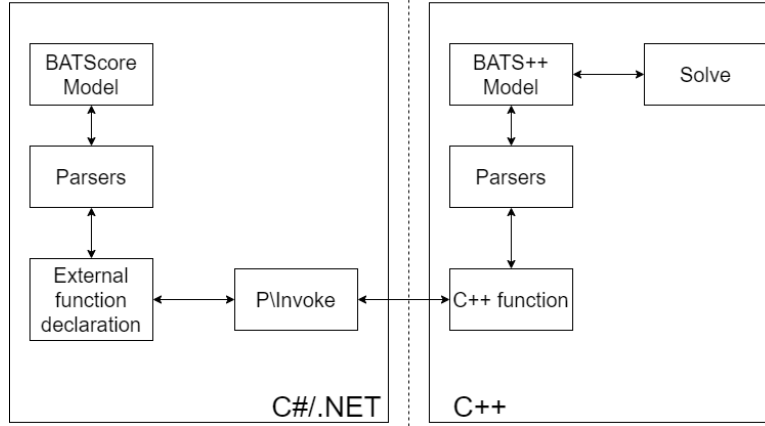 BATScore
Model
BATS++
Model
Solve
Parsers
Parsers
External
function
declaration
P\Invoke
C++ function
C#/.NET
C++